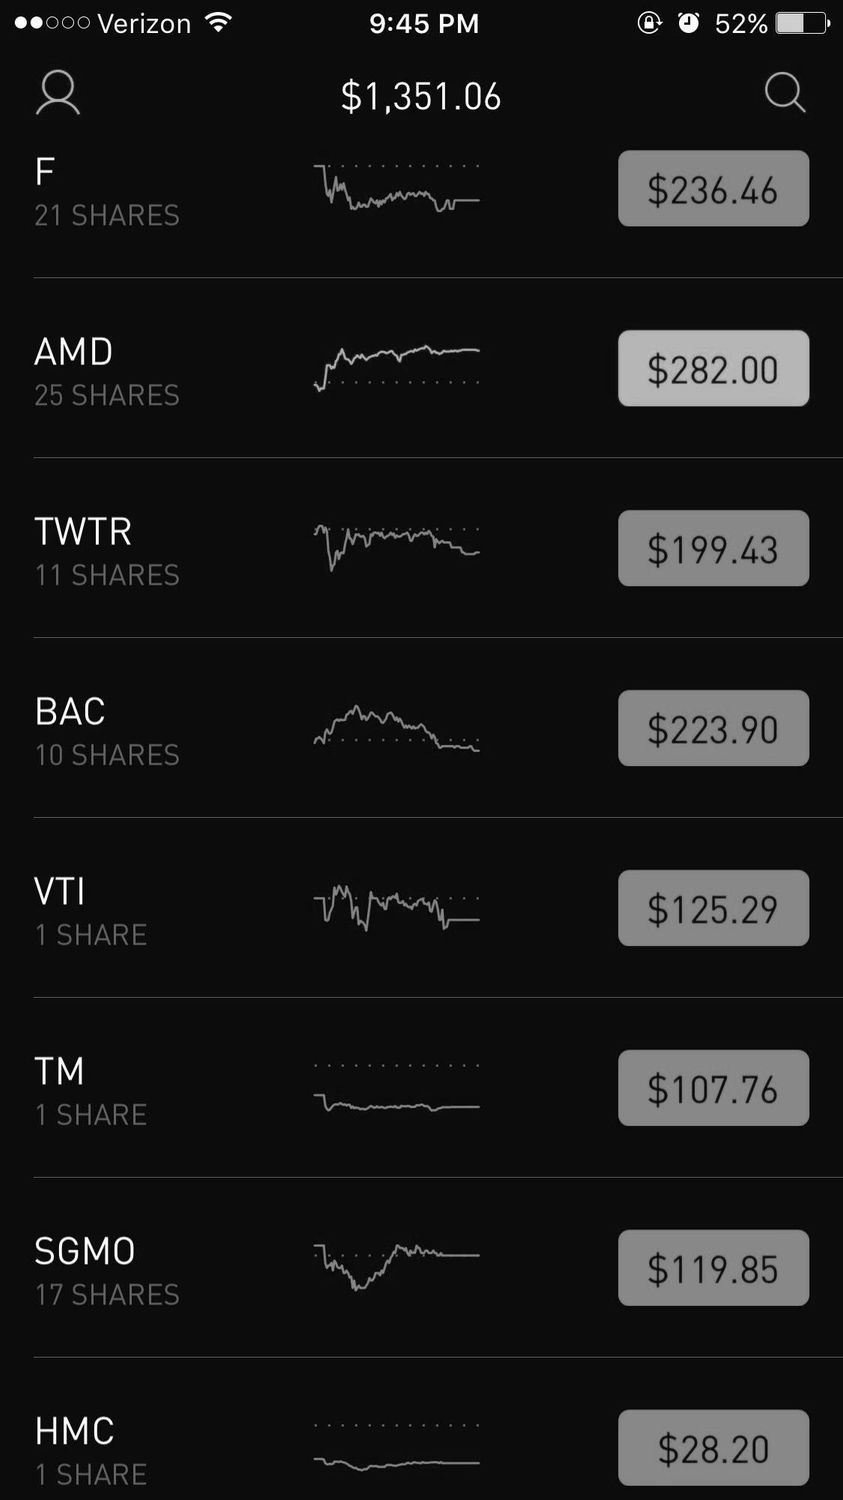 Verizon 9:45 PM 52%
$1,351.06
F
21 SHARES
$236.46
AMD
25 SHARES
$282.00
TWTR
11 SHARES
$199.43
BAC
10 SHARES
$223.90
VTI
1 SHARE
$125.29
TM
1 SHARE
$107.76
SGMO
17 SHARES
$119.85
HMC
1 SHARE
$28.20